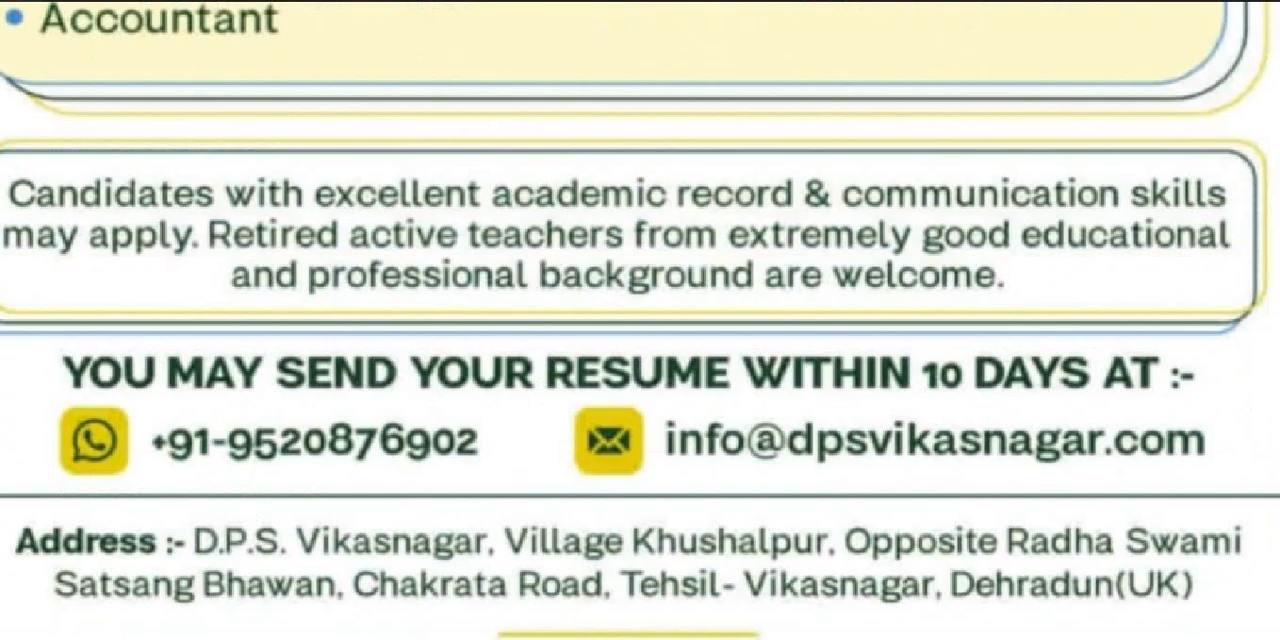 • Accountant
Candidates with excellent academic record & communication skills
may apply. Retired active teachers from extremely good educational
and professional background are welcome.
YOU MAY SEND YOUR RESUME WITHIN 10 DAYS AT :-
+91-9520876902
info@dpsvikasnagar.com
Address :- D.P.S. Vikasnagar, Village Khushalpur, Opposite Radha Swami
Satsang Bhawan, Chakrata Road, Tehsil- Vikasnagar, Dehradun(UK)